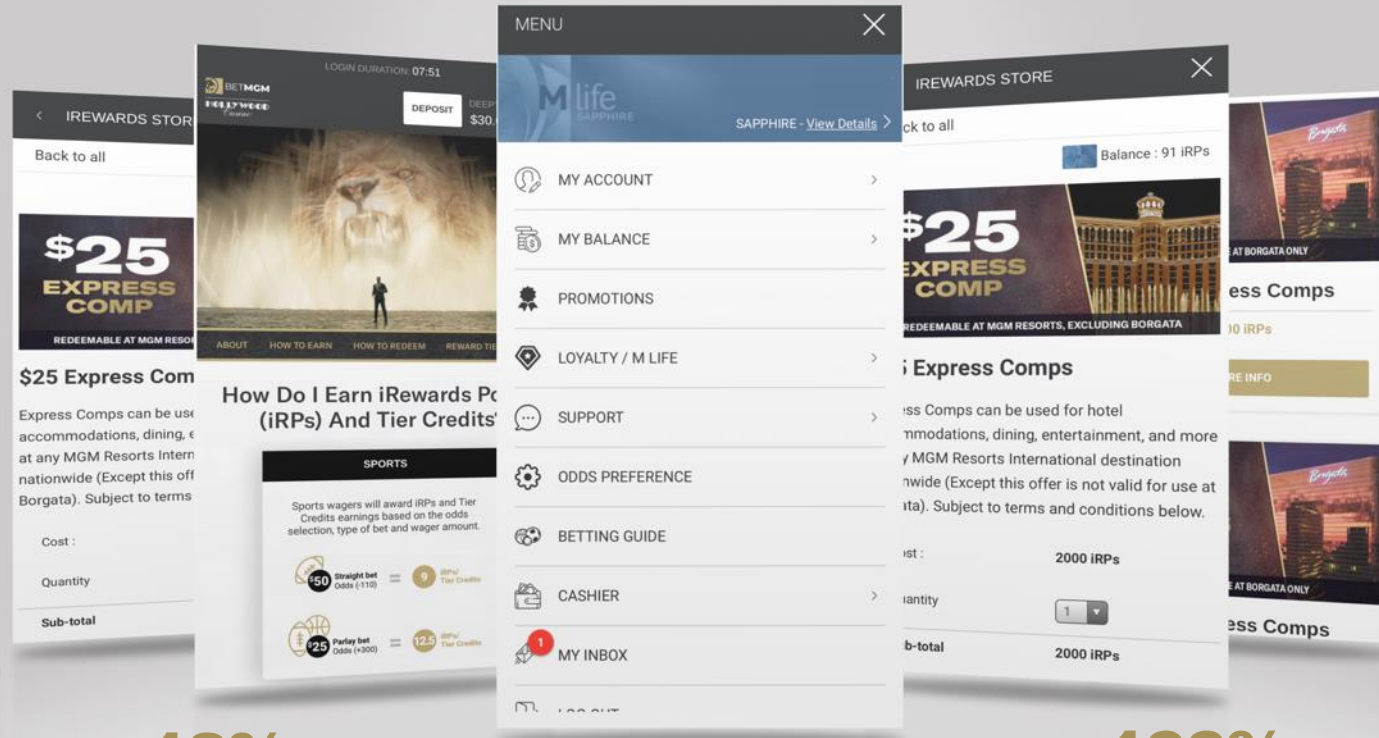 IREWARDS STOR
Back to all
$25
EXPRESS
COMP
REDEEMABLE AT MGM RESO
$25 Express Com
Express Comps can be use
accommodations, dining, e
at any MGM Resorts Intern
nationwide (Except this off
Borgata). Subject to terms
Cost :
Quantity
Sub-total
LOGIN DURATION: 07:51
BETMGM
HOLLYWOOD
Casino
DEPOSIT
$30.
ABOUT HOW TO EARN HOW TO REDEEM REWARD TIE
How Do I Earn iRewards Po
(iRPs) And Tier Credits?
SPORTS
Sports wagers will award iRPs and Tier
Credits earnings based on the odds
selection, type of bet and wager amount.
$50 Straight bet = 9 iRPs/
Odds (-110) Tier Credits
$25 Parlay bet = 12.5 iRPs/
Odds (+300) Tier Credits
MENU
M life
SAPPHIRE
SAPPHIRE - View Details
MY ACCOUNT
MY BALANCE
PROMOTIONS
LOYALTY / M LIFE
SUPPORT
ODDS PREFERENCE
BETTING GUIDE
CASHIER
1
MY INBOX
IREWARDS STORE
ck to all
Balance : 91 iRPs
$25
EXPRESS
COMP
REDEEMABLE AT MGM RESORTS, EXCLUDING BORGATA
Express Comps
ess Comps can be used for hotel
mmodations, dining, entertainment, and more
y MGM Resorts International destination
nwide (Except this offer is not valid for use at
ata). Subject to terms and conditions below.
ost :
2000 iRPs
uantity
1
b-total
2000 iRPs
Borgata
E AT BORGATA ONLY
ess Comps
00 iRPs
RE INFO
Borgata
E AT BORGATA ONLY
ess Comps